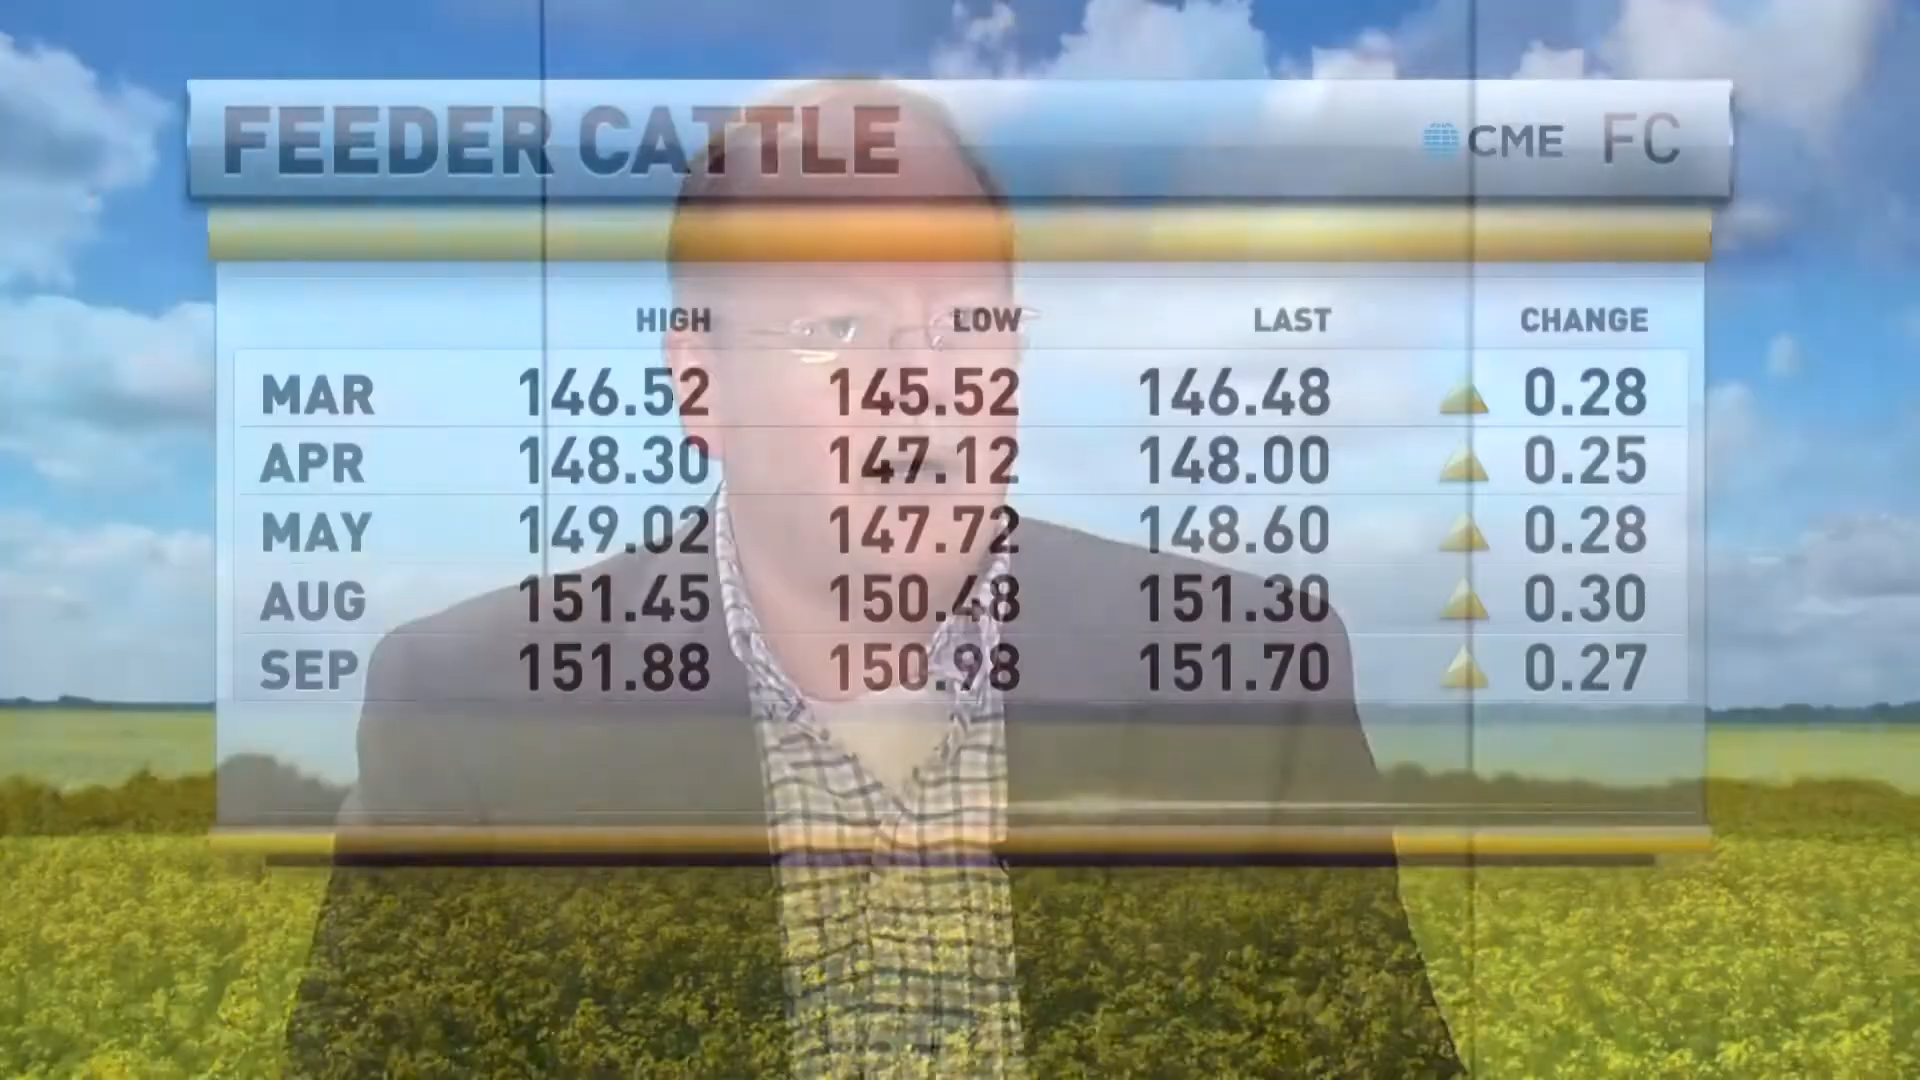 FEEDER CATTLE CME FC
HIGH LOW LAST CHANGE
MAR 146.52 145.52 146.48 0.28
APR 148.30 147.12 148.00 0.25
MAY 149.02 147.72 148.60 0.28
AUG 151.45 150.48 151.30 0.30
SEP 151.88 150.98 151.70 0.27